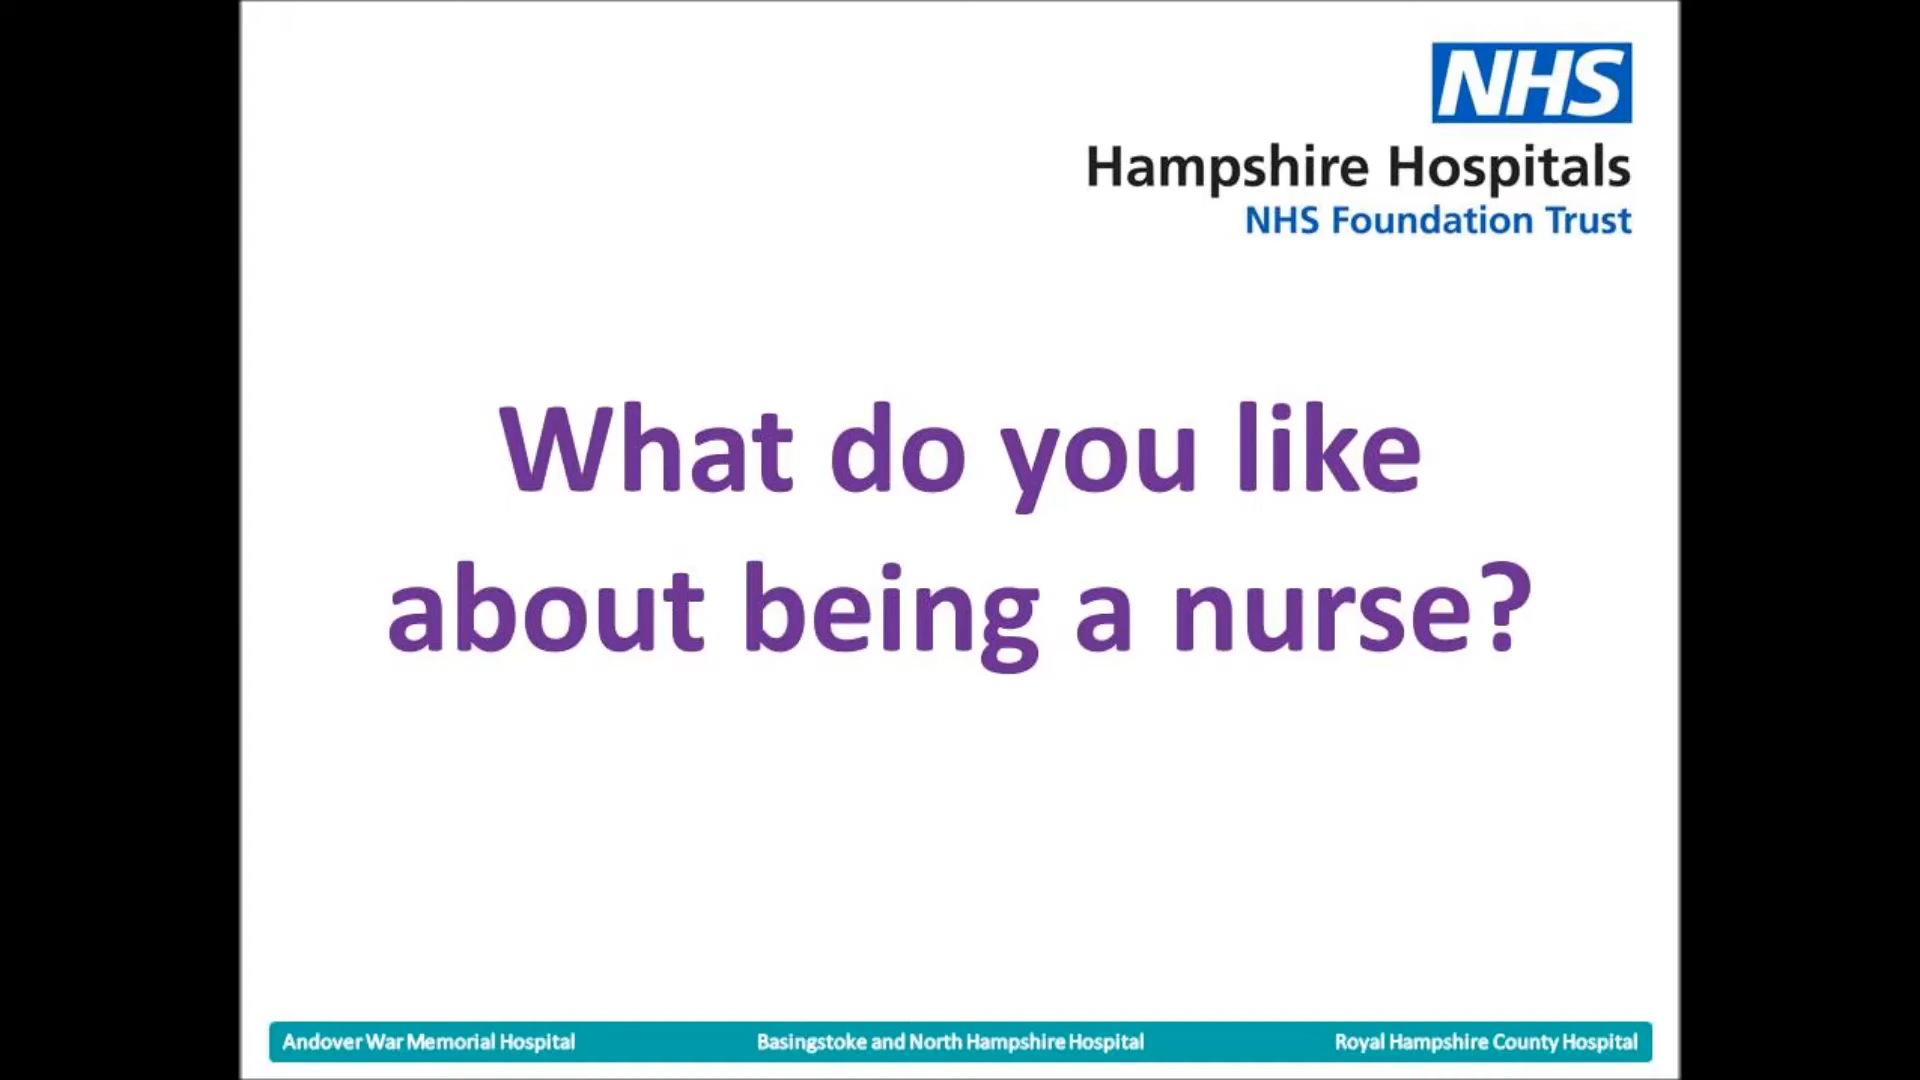 NHS
Hampshire Hospitals
NHS Foundation Trust
What do you like
about being a nurse?
Andover War Memorial Hospital
Basingstoke and North Hampshire Hospital
Royal Hampshire County Hospital